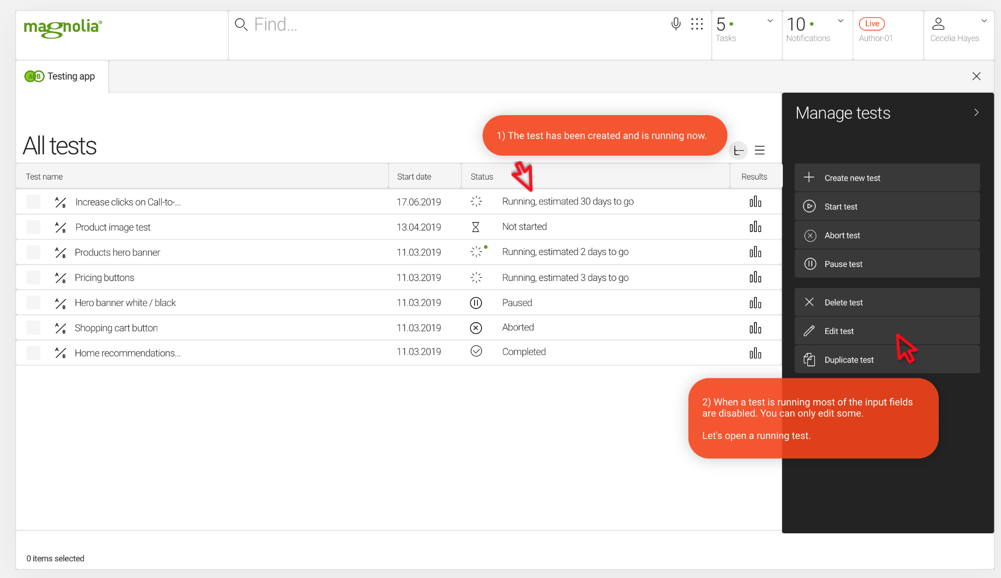 magnolia®
Find...
5
Tasks
10
Notifications
Live
Author-01
Cecelia Hayes
AB Testing app
All tests
1) The test has been created and is running now.
Manage tests
Test name Start date Status Results
Increase clicks on Call-to-... 17.06.2019 Running, estimated 30 days to go
Product image test 13.04.2019 Not started
Products hero banner 11.03.2019 Running, estimated 2 days to go
Pricing buttons 11.03.2019 Running, estimated 3 days to go
Hero banner white / black 11.03.2019 Paused
Shopping cart button 11.03.2019 Aborted
Home recommendations... 11.03.2019 Completed
Create new test
Start test
Abort test
Pause test
Delete test
Edit test
Duplicate test
2) When a test is running most of the input fields
are disabled. You can only edit some.
Let's open a running test.
0 items selected